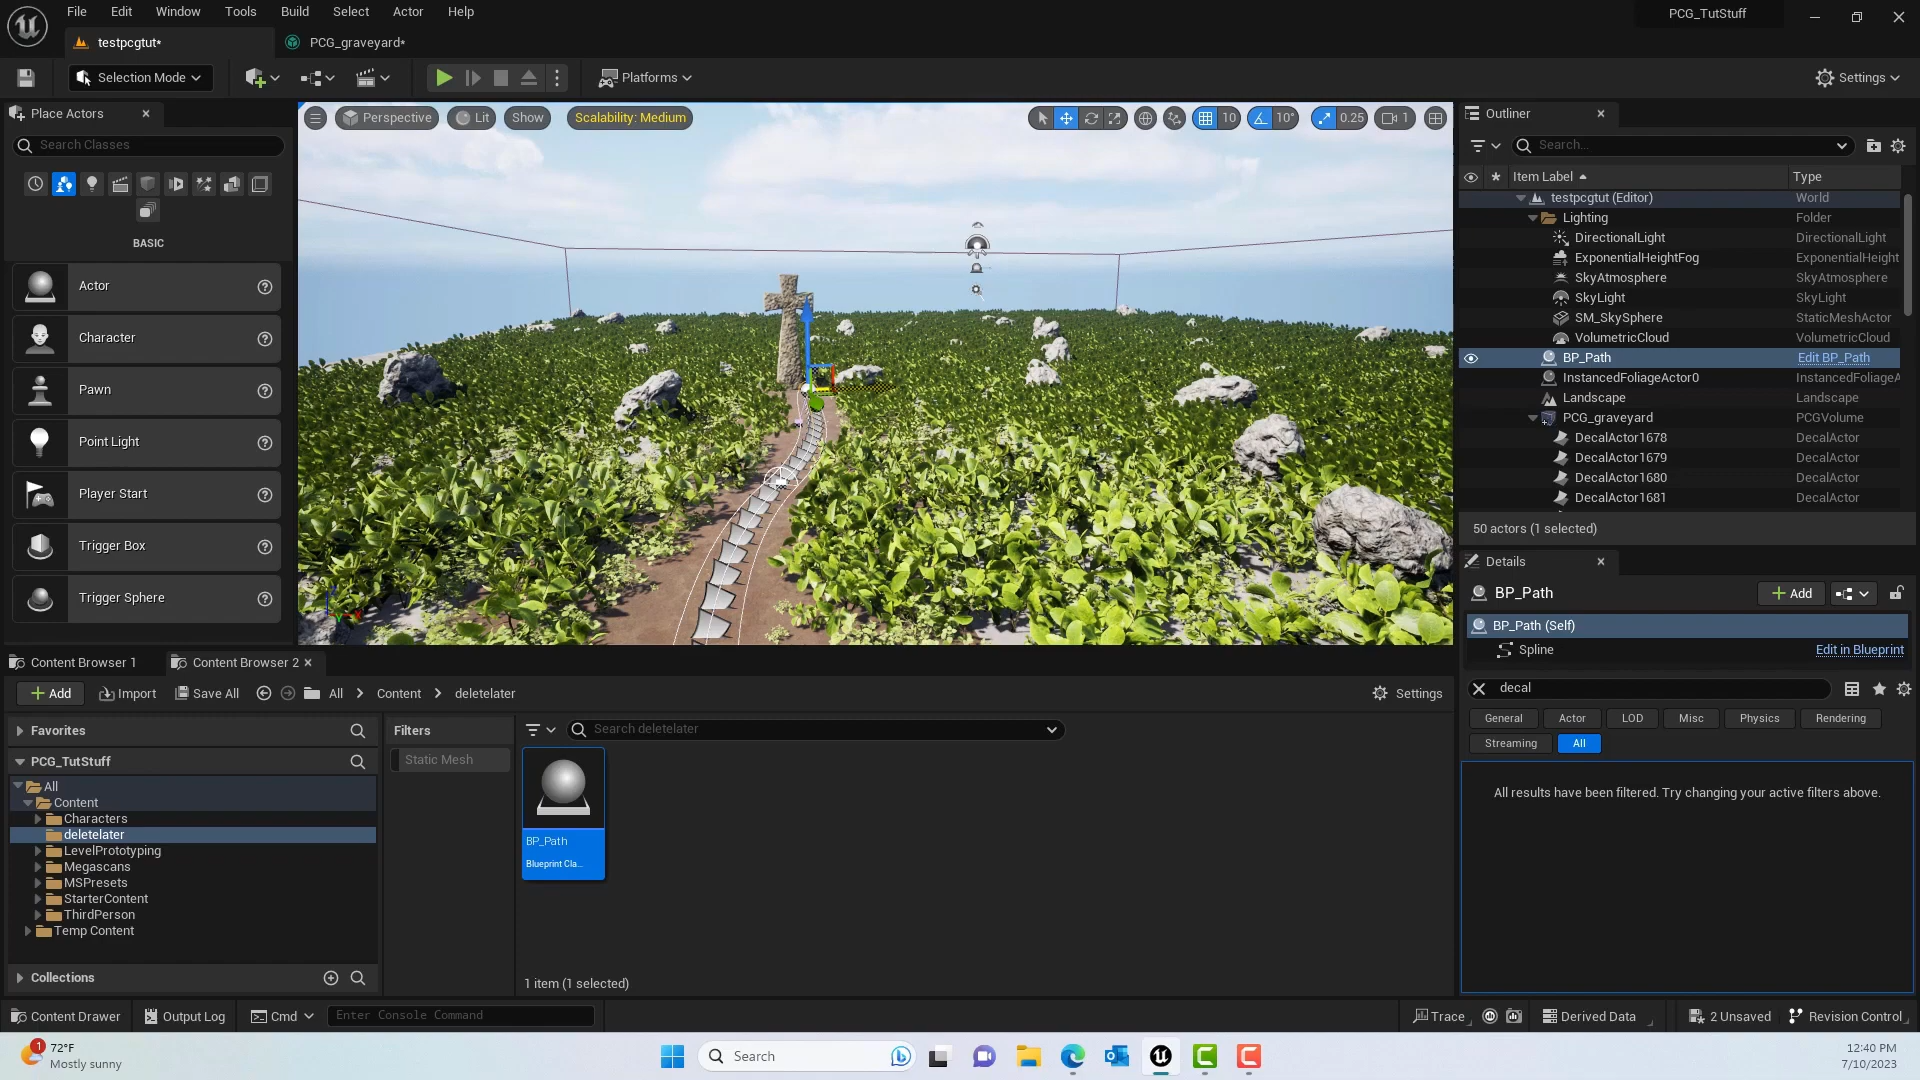 File Edit Window Tools Build Select Actor Help
PCG_TutStuff
testpcgtut*
PCG_graveyard*
Selection Mode
Platforms
Settings
Place Actors
Search Classes
BASIC
Actor
Character
Pawn
Point Light
Player Start
Trigger Box
Trigger Sphere
Perspective
Lit
Show
Scalability: Medium
10
10°
0.25
1
Outliner
Search...
Item Label
Type
testpcgtut (Editor) World
Lighting Folder
DirectionalLight DirectionalLight
ExponentialHeightFog ExponentialHeight
SkyAtmosphere SkyAtmosphere
SkyLight SkyLight
SM_SkySphere StaticMeshActor
VolumetricCloud VolumetricCloud
BP_Path Edit BP_Path
InstancedFoliageActor0 InstancedFoliageA
Landscape Landscape
PCG_graveyard PCGVolume
DecalActor1678 DecalActor
DecalActor1679 DecalActor
DecalActor1680 DecalActor
DecalActor1681 DecalActor
50 actors (1 selected)
Details
BP_Path
Add
BP_Path (Self)
Spline Edit in Blueprint
decal
General Actor LOD Misc Physics Rendering
Streaming All
All results have been filtered. Try changing your active filters above.
Content Browser 1
Content Browser 2
Add Import Save All All Content deletelater
Settings
Favorites
PCG_TutStuff
All
Content
Characters
deletelater
LevelPrototyping
Megascans
MSPresets
StarterContent
ThirdPerson
Temp Content
Collections
Filters
Static Mesh
Search deletelater
BP_Path
Blueprint Cla...
1 item (1 selected)
Content Drawer
Output Log
Cmd
Enter Console Command
Trace
Derived Data
2 Unsaved
Revision Control
1
72°F
Mostly sunny
Search
12:40 PM
7/10/2023